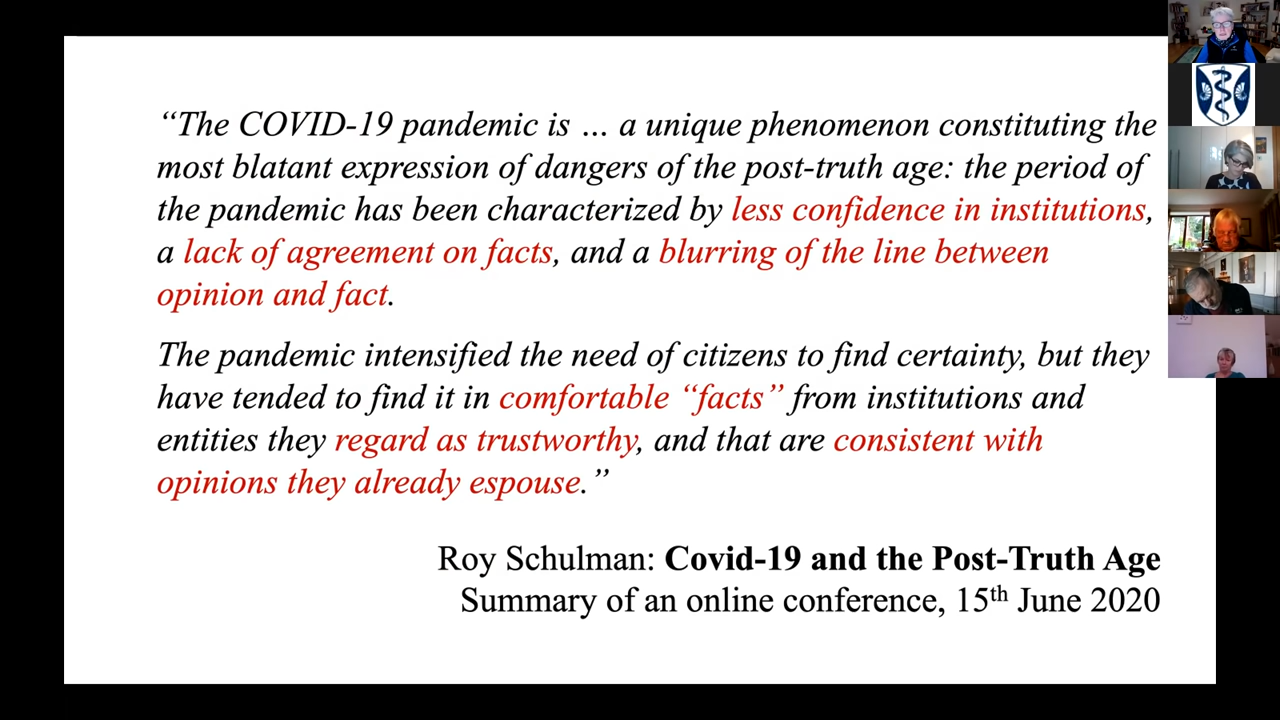 “The COVID-19 pandemic is … a unique phenomenon constituting the
most blatant expression of dangers of the post-truth age: the period of
the pandemic has been characterized by less confidence in institutions,
a lack of agreement on facts, and a blurring of the line between
opinion and fact.
The pandemic intensified the need of citizens to find certainty, but they
have tended to find it in comfortable “facts” from institutions and
entities they regard as trustworthy, and that are consistent with
opinions they already espouse.”
Roy Schulman: Covid-19 and the Post-Truth Age
Summary of an online conference, 15th June 2020